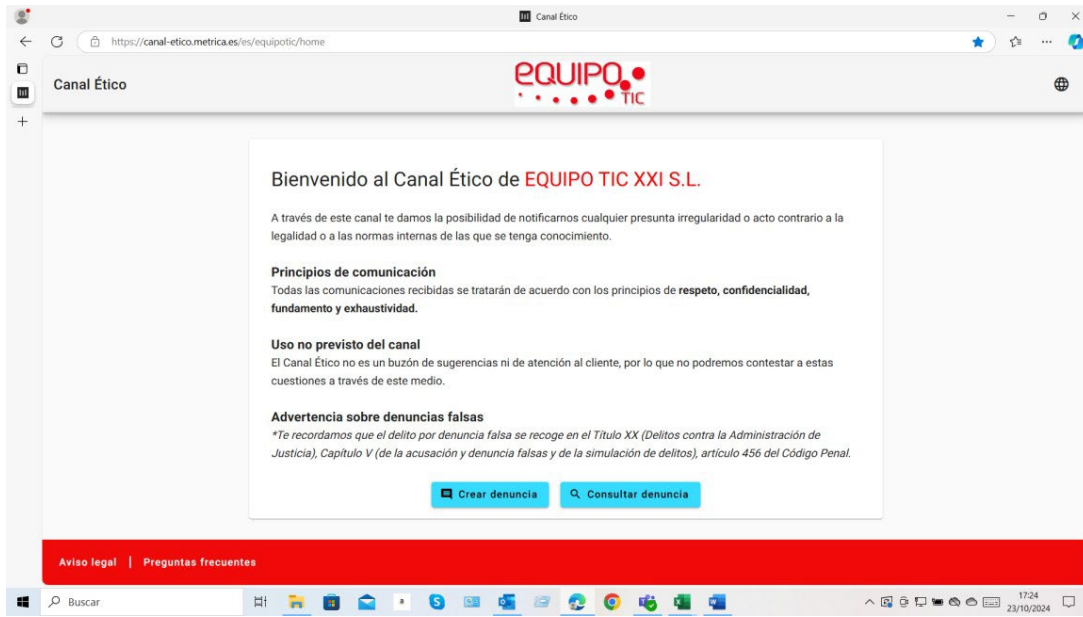 Canal Ético
https://canal-etico.metrica.es/es/equipotic/home
Canal Ético
EQUIPO
TIC
Bienvenido al Canal Ético de EQUIPO TIC XXI S.L.
A través de este canal te damos la posibilidad de notificarnos cualquier presunta irregularidad o acto contrario a la
legalidad o a las normas internas de las que se tenga conocimiento.
Principios de comunicación
Todas las comunicaciones recibidas se tratarán de acuerdo con los principios de respeto, confidencialidad,
fundamento y exhaustividad.
Uso no previsto del canal
El Canal Ético no es un buzón de sugerencias ni de atención al cliente, por lo que no podremos contestar a estas
cuestiones a través de este medio.
Advertencia sobre denuncias falsas
*Te recordamos que el delito por denuncia falsa se recoge en el Título XX (Delitos contra la Administración de
Justicia), Capítulo V (de la acusación y denuncia falsas y de la simulación de delitos), artículo 456 del Código Penal.
Crear denuncia
Consultar denuncia
Aviso legal | Preguntas frecuentes
Buscar
17:24
23/10/2024